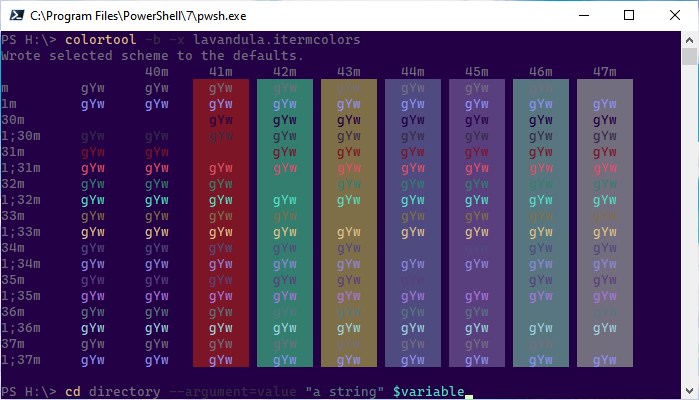 C:\Program Files\PowerShell\7\pwsh.exe
PS H:\> colortool -b -x lavandula.itermcolors
Wrote selected scheme to the defaults.
40m 41m 42m 43m 44m 45m 46m 47m
m gYw gYw gYw gYw gYw gYw gYw gYw
1m gYw gYw gYw gYw gYw gYw gYw gYw gYw
30m gYw gYw gYw gYw gYw gYw gYw
1;30m gYw gYw gYw gYw gYw gYw gYw gYw gYw
31m gYw gYw gYw gYw gYw gYw gYw gYw
1;31m gYw gYw gYw gYw gYw gYw gYw gYw gYw
32m gYw gYw gYw gYw gYw gYw gYw gYw
1;32m gYw gYw gYw gYw gYw gYw gYw gYw gYw
33m gYw gYw gYw gYw gYw gYw gYw gYw
1;33m gYw gYw gYw gYw gYw gYw gYw gYw gYw
34m gYw gYw gYw gYw gYw gYw gYw gYw
1;34m gYw gYw gYw gYw gYw gYw gYw gYw gYw
35m gYw gYw gYw gYw gYw gYw gYw gYw
1;35m gYw gYw gYw gYw gYw gYw gYw gYw gYw
36m gYw gYw gYw gYw gYw gYw gYw gYw
1;36m gYw gYw gYw gYw gYw gYw gYw gYw gYw
37m gYw gYw gYw gYw gYw gYw gYw gYw
1;37m gYw gYw gYw gYw gYw gYw gYw gYw gYw
PS H:\> cd directory --argument=value "a string" $variable